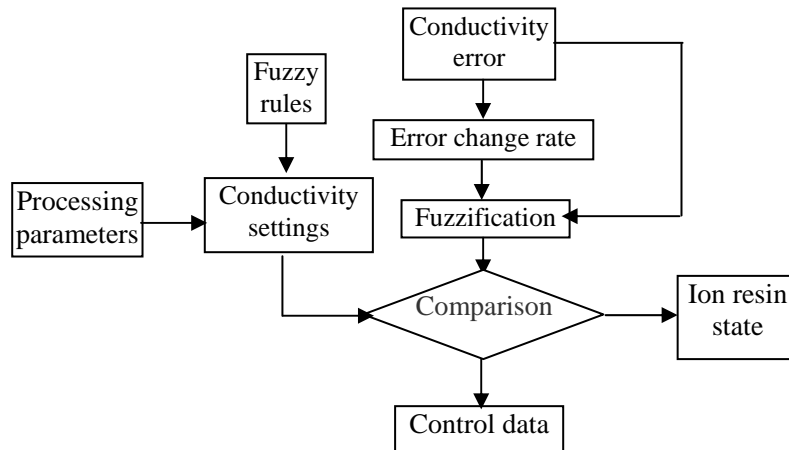 Conductivity
error
Fuzzy
rules
Error change rate
Processing
parameters
Conductivity
settings
Fuzzification
Comparison
Ion resin
state
Control data